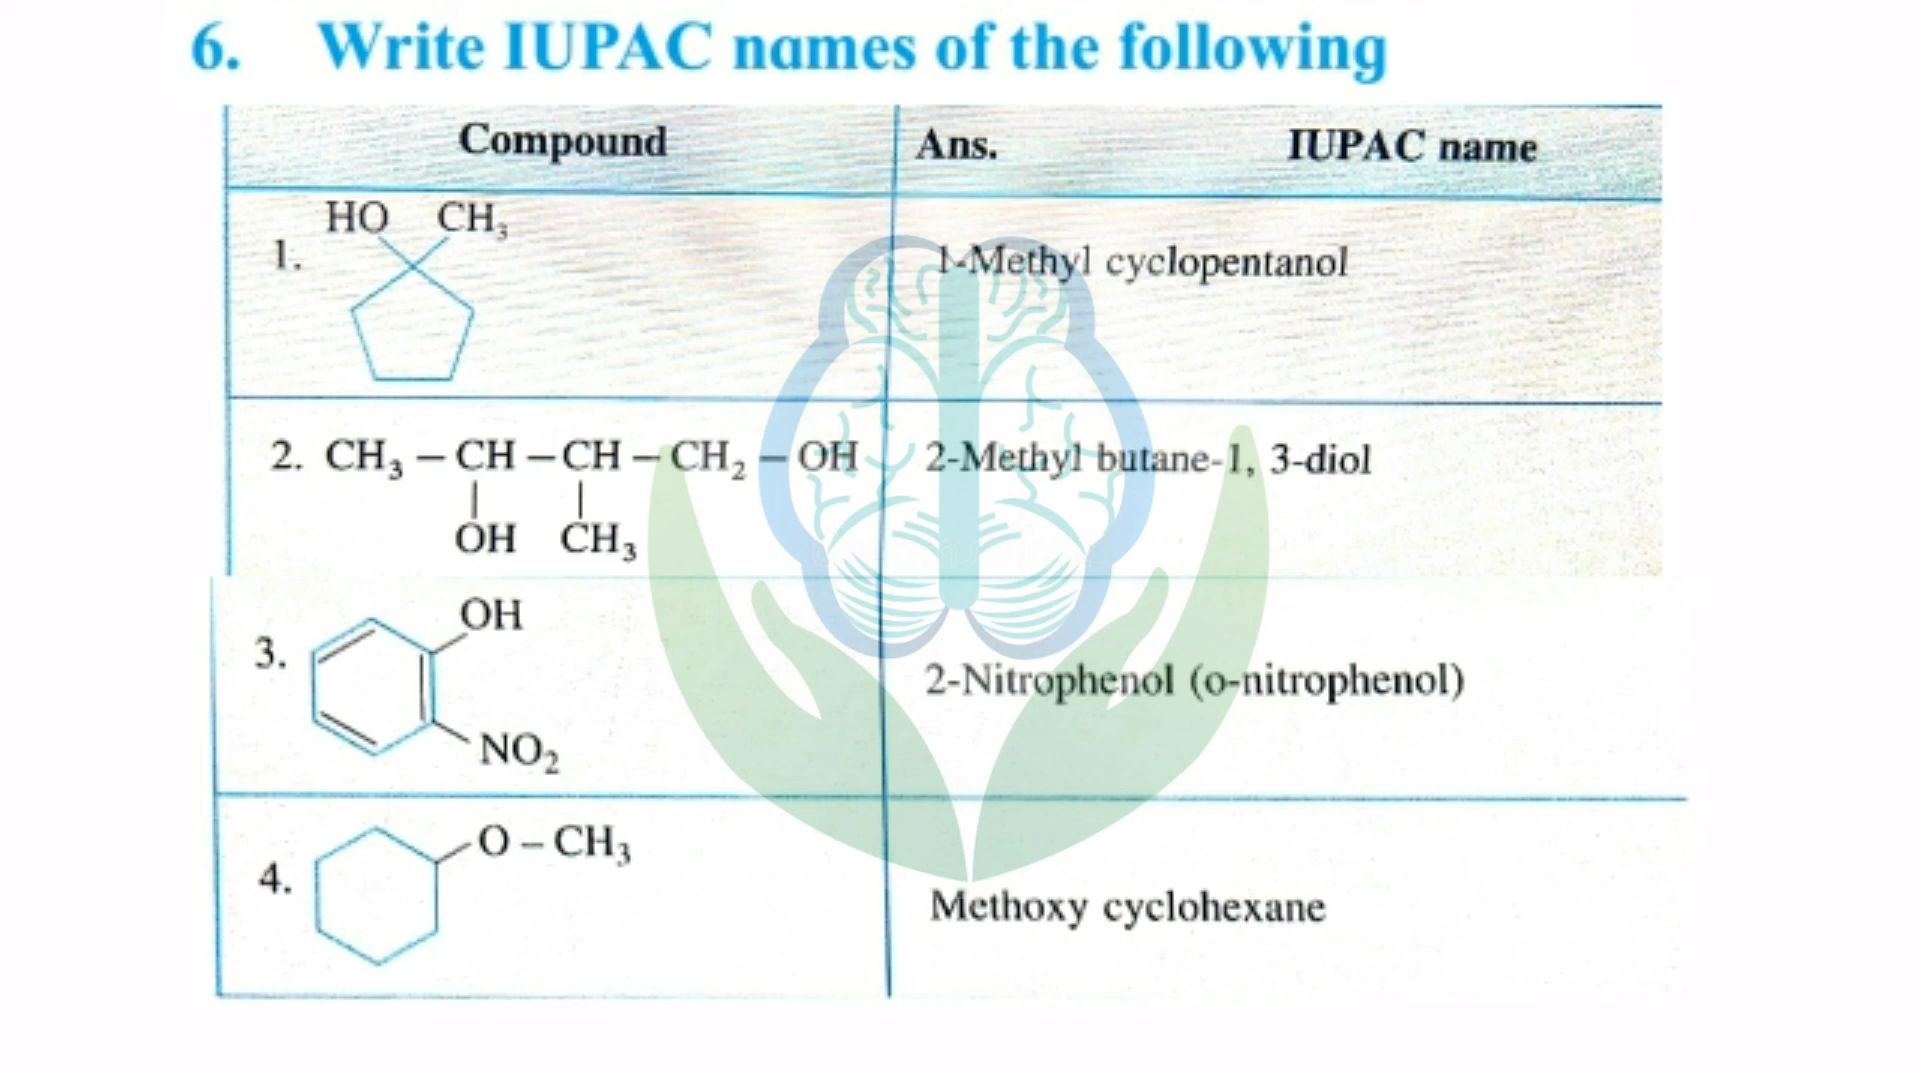 6. Write IUPAC names of the following
Compound Ans. IUPAC name
1. HO CH₃ 1-Methyl cyclopentanol
2. CH₃ – CH – CH – CH₂ – OH 2-Methyl butane-1, 3-diol
OH CH₃
3. OH 2-Nitrophenol (o-nitrophenol)
NO₂
4. O – CH₃
Methoxy cyclohexane